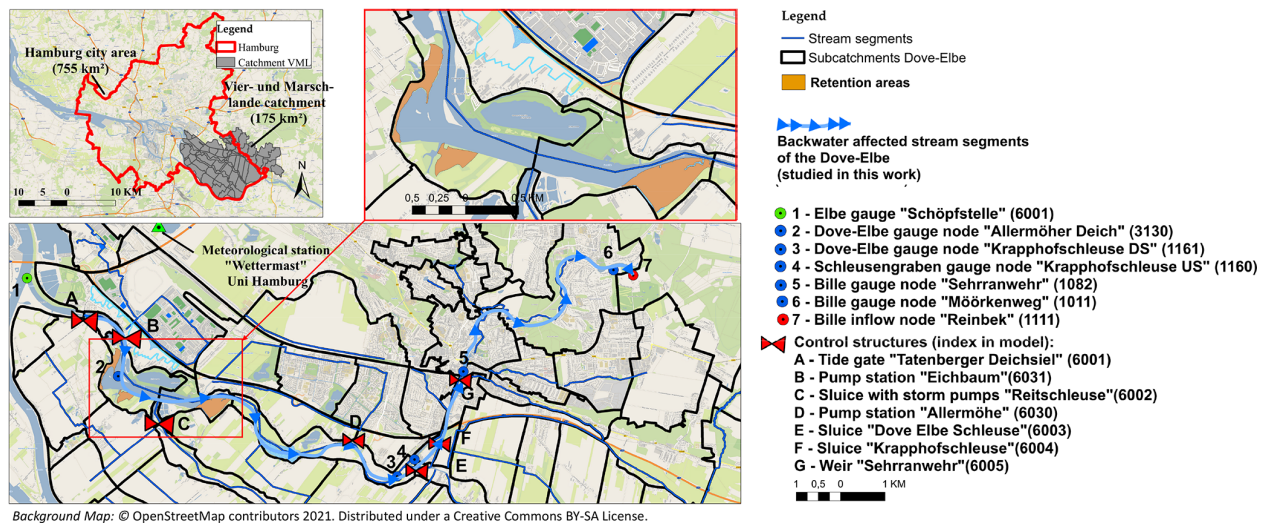 Hamburg city area
(755 km²)
Legend
Hamburg
Catchment VML
Vier- und Marsch-
lande catchment
(175 km²)
N
10 5 0 10 KM
0,5 0,25 0 0,5 KM
Legend
Stream segments
Subcatchments Dove-Elbe
Retention areas
Backwater affected stream segments
of the Dove-Elbe
(studied in this work)
1 - Elbe gauge "Schöpfstelle" (6001)
2 - Dove-Elbe gauge node "Allermöher Deich" (3130)
3 - Dove-Elbe gauge node "Krapphofschleuse DS" (1161)
4 - Schleusengraben gauge node "Krapphofschleuse US" (1160)
5 - Bille gauge node "Sehrranwehr" (1082)
6 - Bille gauge node "Möörkenweg" (1011)
7 - Bille inflow node "Reinbek" (1111)
Control structures (index in model):
A - Tide gate "Tatenberger Deichsiel" (6001)
B - Pump station "Eichbaum"(6031)
C - Sluice with storm pumps "Reitschleuse"(6002)
D - Pump station "Allermöhe" (6030)
E - Sluice "Dove Elbe Schleuse"(6003)
F - Sluice "Krapphofschleuse"(6004)
G - Weir "Sehrranwehr"(6005)
1 0,5 0 1 KM
Meteorological station
"Wettermast"
Uni Hamburg
1
A
B
2
C
D
3
4
E
F
G
5
6
7
Background Map: © OpenStreetMap contributors 2021. Distributed under a Creative Commons BY-SA License.